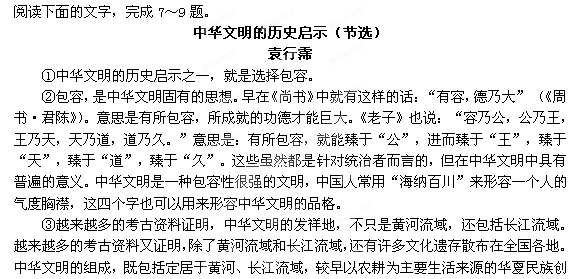 阅读下面的文字，完成7～9题。
中华文明的历史启示（节选）
袁行霈
①中华文明的历史启示之一，就是选择包容。
②包容，是中华文明固有的思想。早在《尚书》中就有这样的话：“有容，德乃大”（《周
书·君陈》）。意思是有所包容，所成就的功德才能巨大。《老子》也说：“容乃公，公乃王，
王乃天，天乃道，道乃久。”意思是：有所包容，就能臻于“公”，进而臻于“王”，臻于
“天”，臻于“道”，臻于“久”。这些虽然都是针对统治者而言的，但在中华文明中具有
普遍的意义。中华文明是一种包容性很强的文明，中国人常用“海纳百川”来形容一个人的
气度胸襟，这四个字也可以用来形容中华文明的品格。
③越来越多的考古资料证明，中华文明的发祥地，不只是黄河流域，还包括长江流域。
越来越多的考古资料又证明，除了黄河流域和长江流域，还有许多文化遗存散布在全国各地。
中华文明的组成，既包括定居于黄河、长江流域，较早以农耕为主要生活来源的华夏民族创